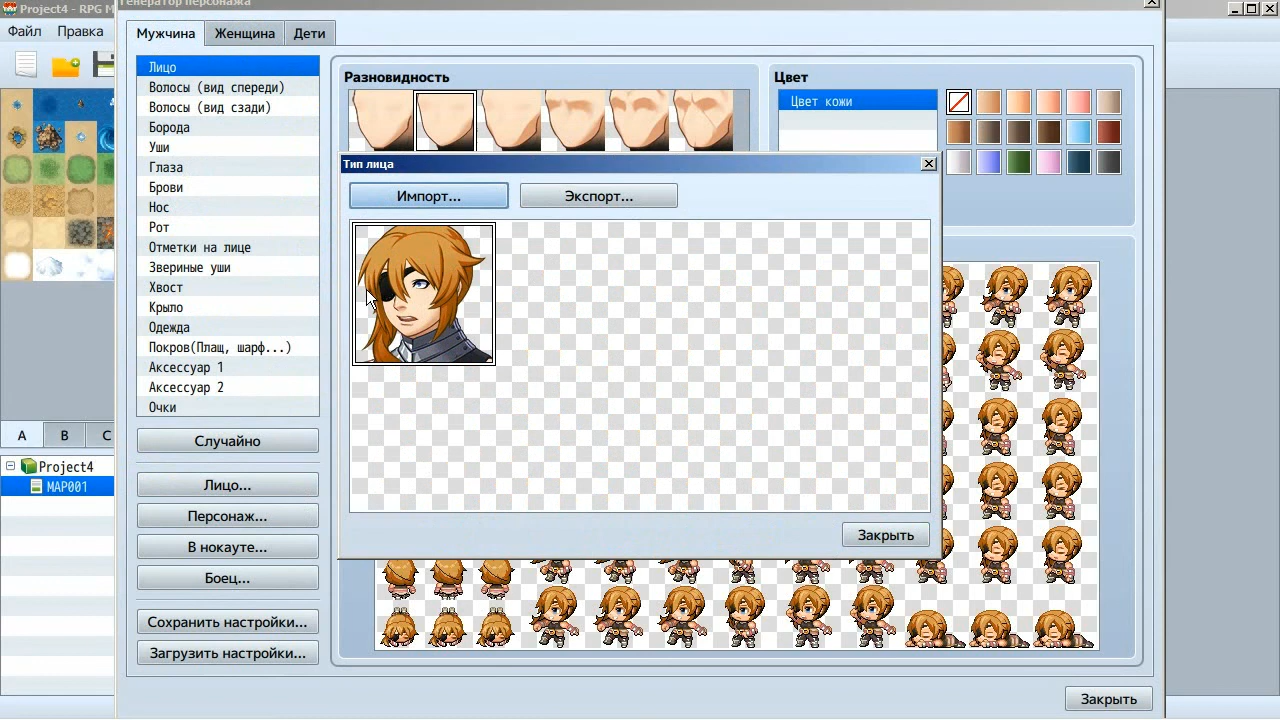 Project4 - RPG M
Генератор персонажа
Файл Правка
Мужчина Женщина Дети
Лицо
Волосы (вид спереди)
Волосы (вид сзади)
Борода
Уши
Глаза
Брови
Нос
Рот
Отметки на лице
Звериные уши
Хвост
Крыло
Одежда
Покров(Плащ, шарф...)
Аксессуар 1
Аксессуар 2
Очки
Случайно
Лицо...
Персонаж...
В нокауте...
Боец...
Сохранить настройки...
Загрузить настройки...
Разновидность
Цвет
Цвет кожи
Тип лица
Импорт... Экспорт...
Закрыть
A B C
Project4
MAP001
Закрыть